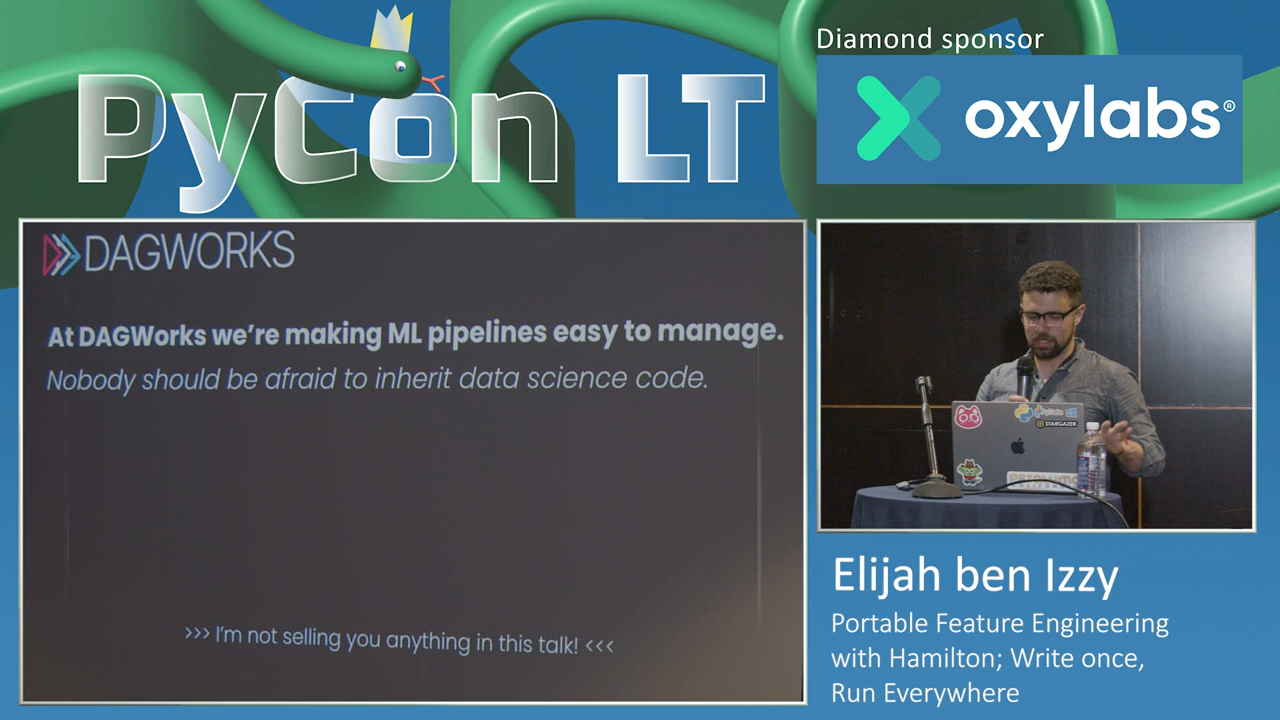 PyCon LT
Diamond sponsor
oxylabs®
DAGWORKS
At DAGWorks we're making ML pipelines easy to manage.
Nobody should be afraid to inherit data science code.
>>> I'm not selling you anything in this talk! <<<
STARGAZER
Elijah ben Izzy
Portable Feature Engineering
with Hamilton; Write once,
Run Everywhere